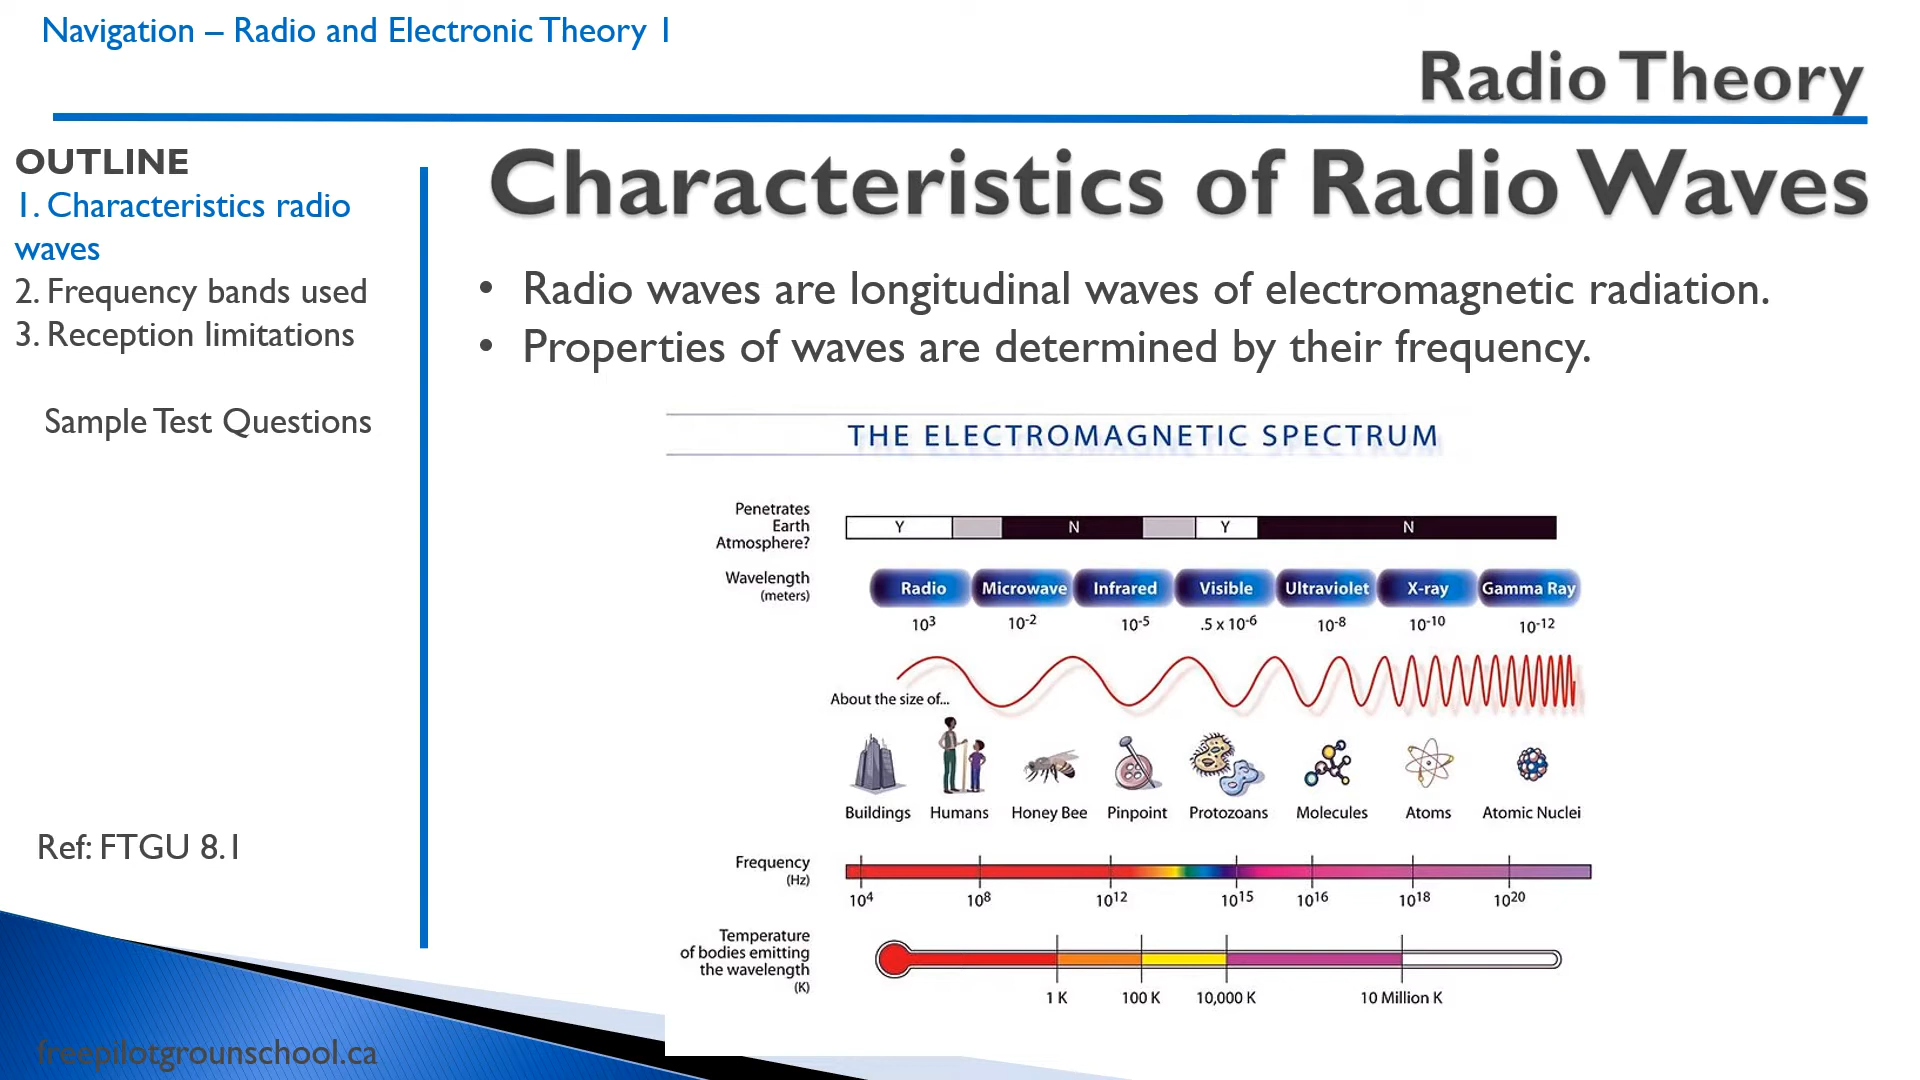 Navigation – Radio and Electronic Theory 1
Radio Theory
OUTLINE
1. Characteristics radio
waves
2. Frequency bands used
3. Reception limitations
Sample Test Questions
Ref: FTGU 8.1
freepilotgrounschool.ca
Characteristics of Radio Waves
• Radio waves are longitudinal waves of electromagnetic radiation.
• Properties of waves are determined by their frequency.
THE ELECTROMAGNETIC SPECTRUM
Penetrates
Earth
Atmosphere?
Y N Y N
Wavelength
(meters)
Radio Microwave Infrared Visible Ultraviolet X-ray Gamma Ray
10³ 10⁻² 10⁻⁵ .5 x 10⁻⁶ 10⁻⁸ 10⁻¹⁰ 10⁻¹²
About the size of...
Buildings Humans Honey Bee Pinpoint Protozoans Molecules Atoms Atomic Nuclei
Frequency
(Hz)
10⁴ 10⁸ 10¹² 10¹⁵ 10¹⁶ 10¹⁸ 10²⁰
Temperature
of bodies emitting
the wavelength
(K)
1 K 100 K 10,000 K 10 Million K